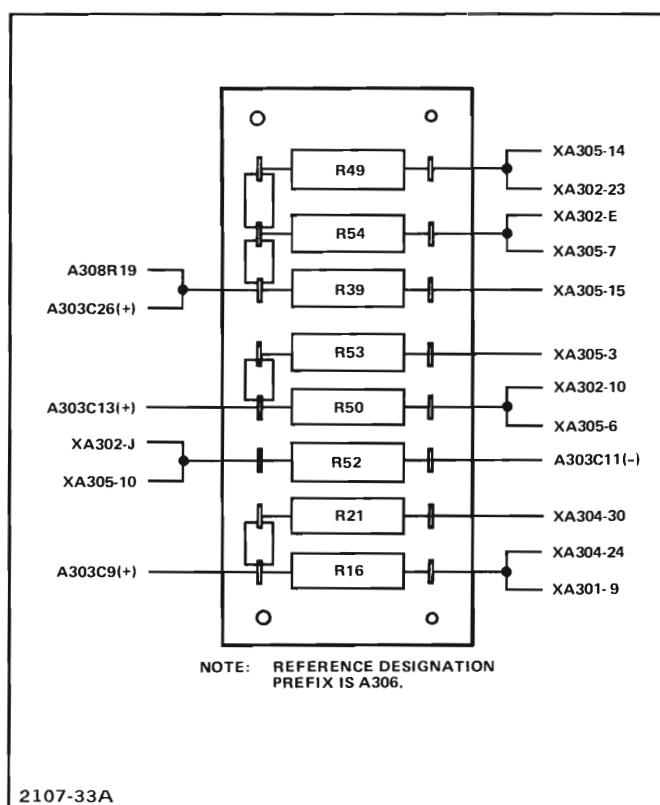 XA305-14
R49
XA302-23
XA302-E
R54
XA305-7
A308R19
R39
XA305-15
A303C26(+)
R53
XA305-3
XA302-10
A303C13(+)
R50
XA305-6
XA302-J
R52
A303C11(-)
XA305-10
R21
XA304-30
XA304-24
A303C9(+)
R16
XA301-9
NOTE: REFERENCE DESIGNATION
PREFIX IS A306.
2107-33A